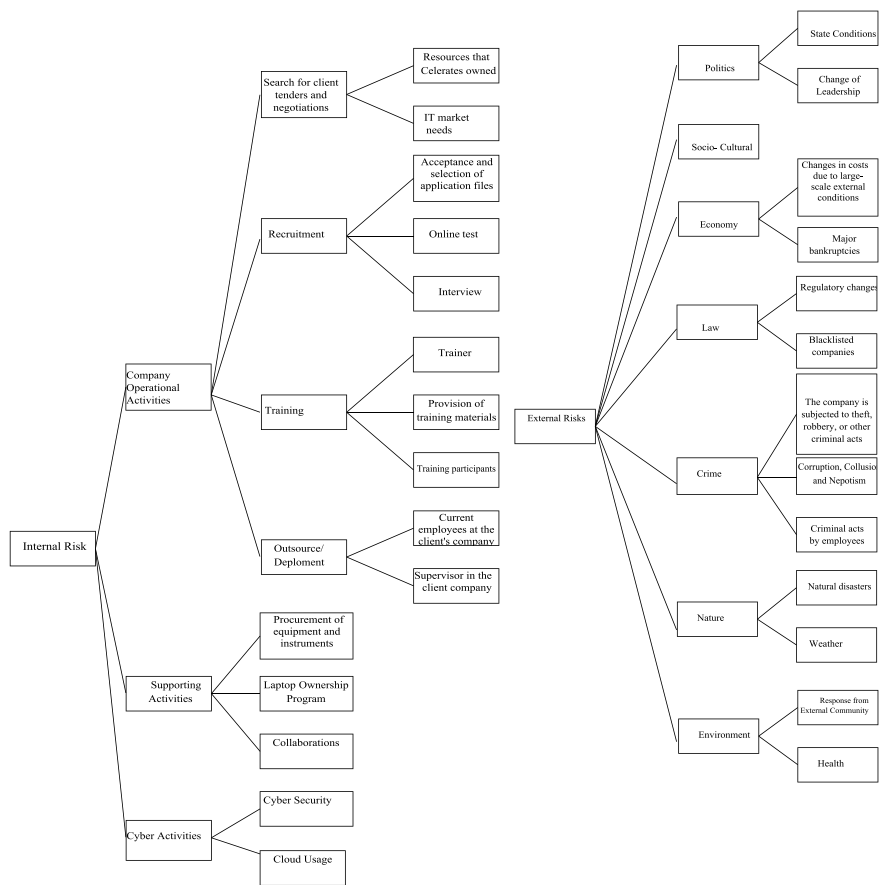 Internal Risk
Company
Operational
Activities
Search for client
tenders and
negotiations
Resources that
Celerates owned
IT market
needs
Recruitment
Acceptance and
selection of
application files
Online test
Interview
Training
Trainer
Provision of
training materials
Training participants
Outsource/
Deploment
Current
employees at the
client's company
Supervisor in the
client company
Supporting
Activities
Procurement of
equipment and
instruments
Laptop Ownership
Program
Collaborations
Cyber Activities
Cyber Security
Cloud Usage
External Risks
Politics
State Conditions
Change of
Leadership
Socio- Cultural
Economy
Changes in costs
due to large-
scale external
conditions
Major
bankruptcies
Law
Regulatory changes
Blacklisted
companies
Crime
The company is
subjected to theft,
robbery, or other
criminal acts
Corruption, Collusio
and Nepotism
Criminal acts
by employees
Nature
Natural disasters
Weather
Environment
Response from
External Community
Health